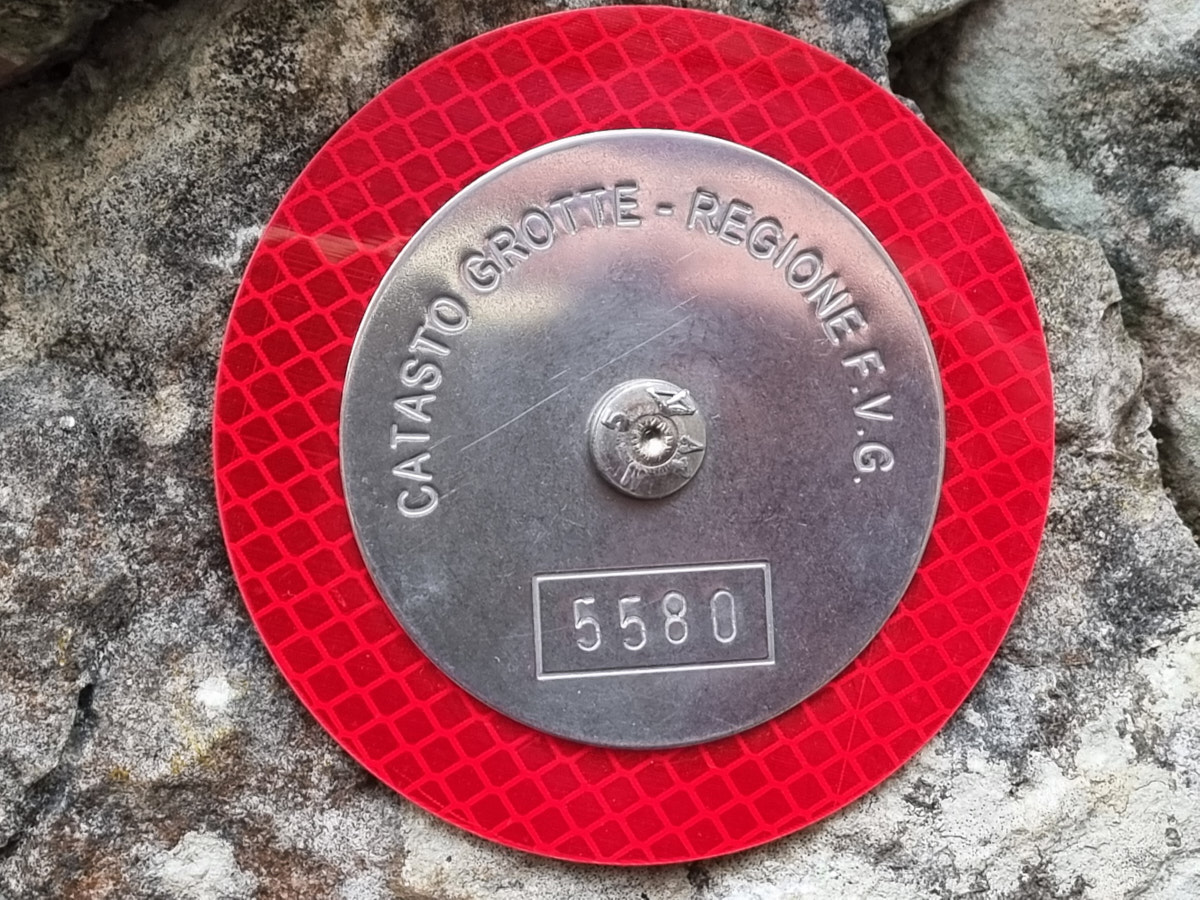 CATASTO GROTTE - REGIONE F.V.G.
5580